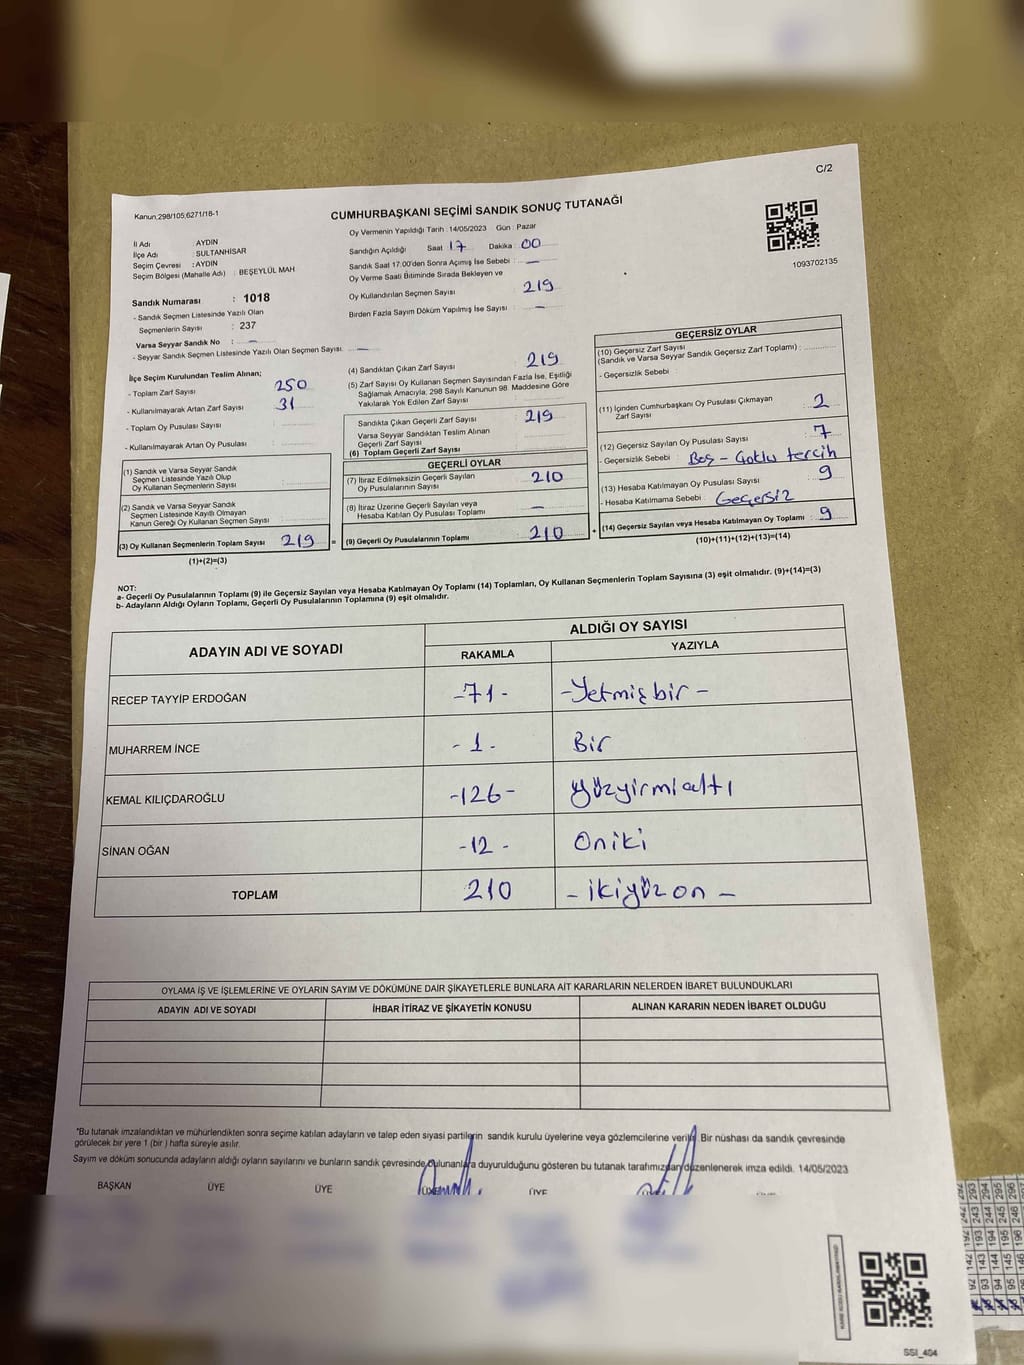 C/2
Kanun,298/105,6271/18-1
CUMHURBAŞKANI SEÇİMİ SANDIK SONUÇ TUTANAĞI
İl Adı : AYDIN
İlçe Adı : SULTANHİSAR
Seçim Çevresi : AYDIN
Seçim Bölgesi (Mahalle Adı) : BEŞEYLÜL MAH
Sandık Numarası : 1018
- Sandık Seçmen Listesinde Yazılı Olan
Seçmenlerin Sayısı : 237
Varsa Seyyar Sandık No : –
- Seyyar Sandık Seçmen Listesinde Yazılı Olan Seçmen Sayısı: –
Oy Vermenin Yapıldığı Tarih : 14/05/2023 Gün : Pazar
Sandığın Açıldığı Saat 17 Dakika : 00
Sandık Saat 17:00'den Sonra Açımış İse Sebebi : –
Oy Verme Saati Bitiminde Sırada Bekleyen ve
Oy Kullandırılan Seçmen Sayısı 219
Birden Fazla Sayım Döküm Yapılmış İse Sayısı : –
1093702135
İlçe Seçim Kurulundan Teslim Alınan;
- Toplam Zarf Sayısı 250
- Kullanılmayarak Artan Zarf Sayısı 31
- Toplam Oy Pusulası Sayısı
- Kullanılmayarak Artan Oy Pusulası
(1) Sandık ve Varsa Seyyar Sandık
Seçmen Listesinde Yazılı Olup
Oy Kullanan Seçmenlerin Sayısı
(2) Sandık ve Varsa Seyyar Sandık
Seçmen Listesinde Kayıtlı Olmayan
Kanun Gereği Oy Kullanan Seçmen Sayısı
(3) Oy Kullanan Seçmenlerin Toplam Sayısı 219
(1)+(2)=(3)
(4) Sandıktan Çıkan Zarf Sayısı 219
(5) Zarf Sayısı Oy Kullanan Seçmen Sayısından Fazla İse, Eşitliği
Sağlamak Amacıyla, 298 Sayılı Kanunun 98. Maddesine Göre
Yakılarak Yok Edilen Zarf Sayısı
Sandıkta Çıkan Geçerli Zarf Sayısı 219
Varsa Seyyar Sandıktan Teslim Alınan
Geçerli Zarf Sayısı
(6) Toplam Geçerli Zarf Sayısı
GEÇERLİ OYLAR
(7) İtiraz Edilmeksizin Geçerli Sayılan
Oy Pusulalarının Sayısı 210
(8) İtiraz Üzerine Geçerli Sayılan veya
Hesaba Katılan Oy Pusulası Toplamı –
= (9) Geçerli Oy Pusulalarının Toplamı 210 +
GEÇERSİZ OYLAR
(10) Geçersiz Zarf Sayısı
(Sandık ve Varsa Seyyar Sandık Geçersiz Zarf Toplamı) :
- Geçersizlik Sebebi
(11) İçinden Cumhurbaşkanı Oy Pusulası Çıkmayan
Zarf Sayısı
(12) Geçersiz Sayılan Oy Pusulası Sayısı 7
- Geçersizlik Sebebi : Boş - Çoklu tercih
(13) Hesaba Katılmayan Oy Pusulası Sayısı 9
- Hesaba Katılmama Sebebi : Geçersiz
(14) Geçersiz Sayılan veya Hesaba Katılmayan Oy Toplamı 9
(10)+(11)+(12)+(13)=(14)
NOT:
a- Geçerli Oy Pusulalarının Toplamı (9) ile Geçersiz Sayılan veya Hesaba Katılmayan Oy Toplamı (14) Toplamları, Oy Kullanan Seçmenlerin Toplam Sayısına (3) eşit olmalıdır. (9)+(14)=(3)
b- Adayların Aldığı Oyların Toplamı, Geçerli Oy Pusulalarının Toplamına (9) eşit olmalıdır.
ADAYIN ADI VE SOYADI
ALDIĞI OY SAYISI
RAKAMLA YAZIYLA
RECEP TAYYİP ERDOĞAN -71- -Yetmişbir-
MUHARREM İNCE -1- Bir
KEMAL KILIÇDAROĞLU -126- yüzyirmialtı
SİNAN OĞAN -12- Oniki
TOPLAM 210 -ikiyüzon-
OYLAMA İŞ VE İŞLEMLERİNE VE OYLARIN SAYIM VE DÖKÜMÜNE DAİR ŞİKAYETLERLE BUNLARA AİT KARARLARIN NELERDEN İBARET BULUNDUKLARI
ADAYIN ADI VE SOYADI İHBAR İTİRAZ VE ŞİKAYETİN KONUSU ALINAN KARARIN NEDEN İBARET OLDUĞU
"Bu tutanak imzalandıktan ve mühürlendikten sonra seçime katılan adayların ve talep eden siyasi partilerin sandık kurulu üyelerine veya gözlemcilerine verilir. Bir nüshası da sandık çevresinde
görülecek bir yere 1 (bir ) hafta süreyle asılır.
Sayım ve döküm sonucunda adayların aldığı oyların sayılarını ve bunların sandık çevresinde bulunanlara duyurulduğunu gösteren bu tutanak tarafımızdan düzenlenerek imza edildi. 14/05/2023
BAŞKAN ÜYE ÜYE ÜYE
SSI_404
92 142 192 242 292
93 143 193 243 293
94 144 194 244 294
95 145 195 245 295